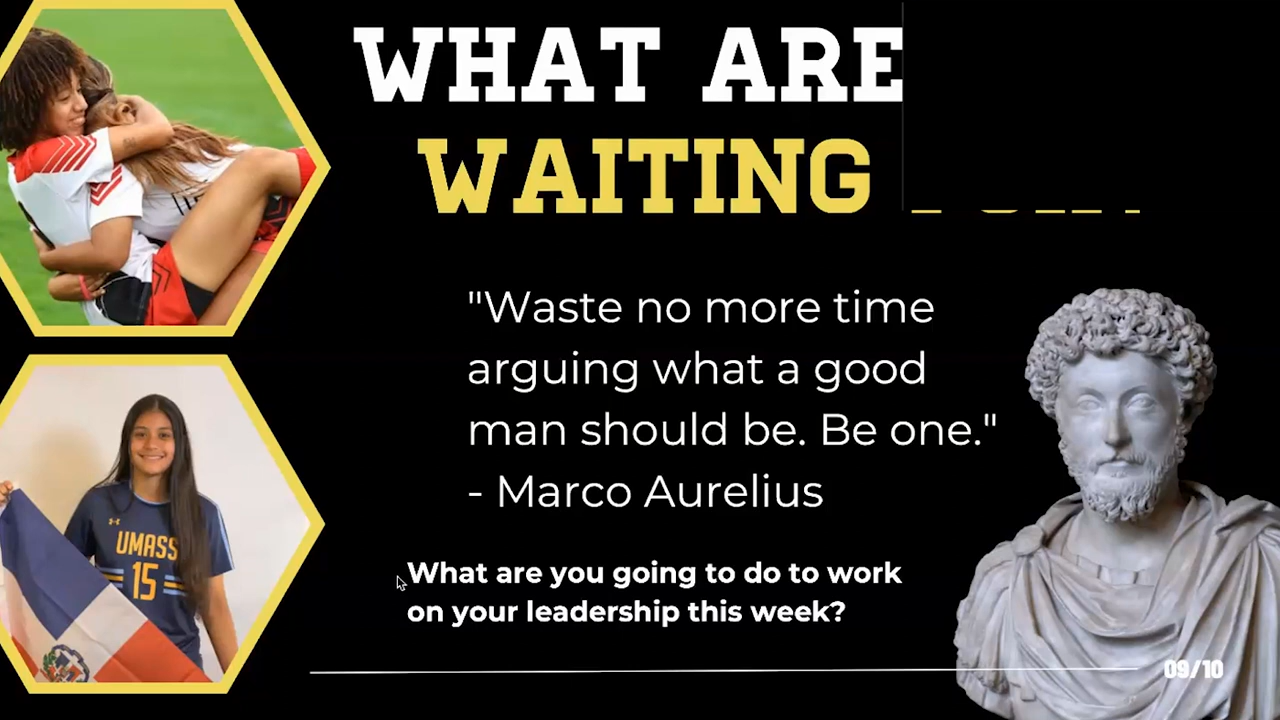 WHAT ARE
WAITING
"Waste no more time
arguing what a good
man should be. Be one."
- Marco Aurelius
What are you going to do to work
on your leadership this week?
UMASS
15
09/10